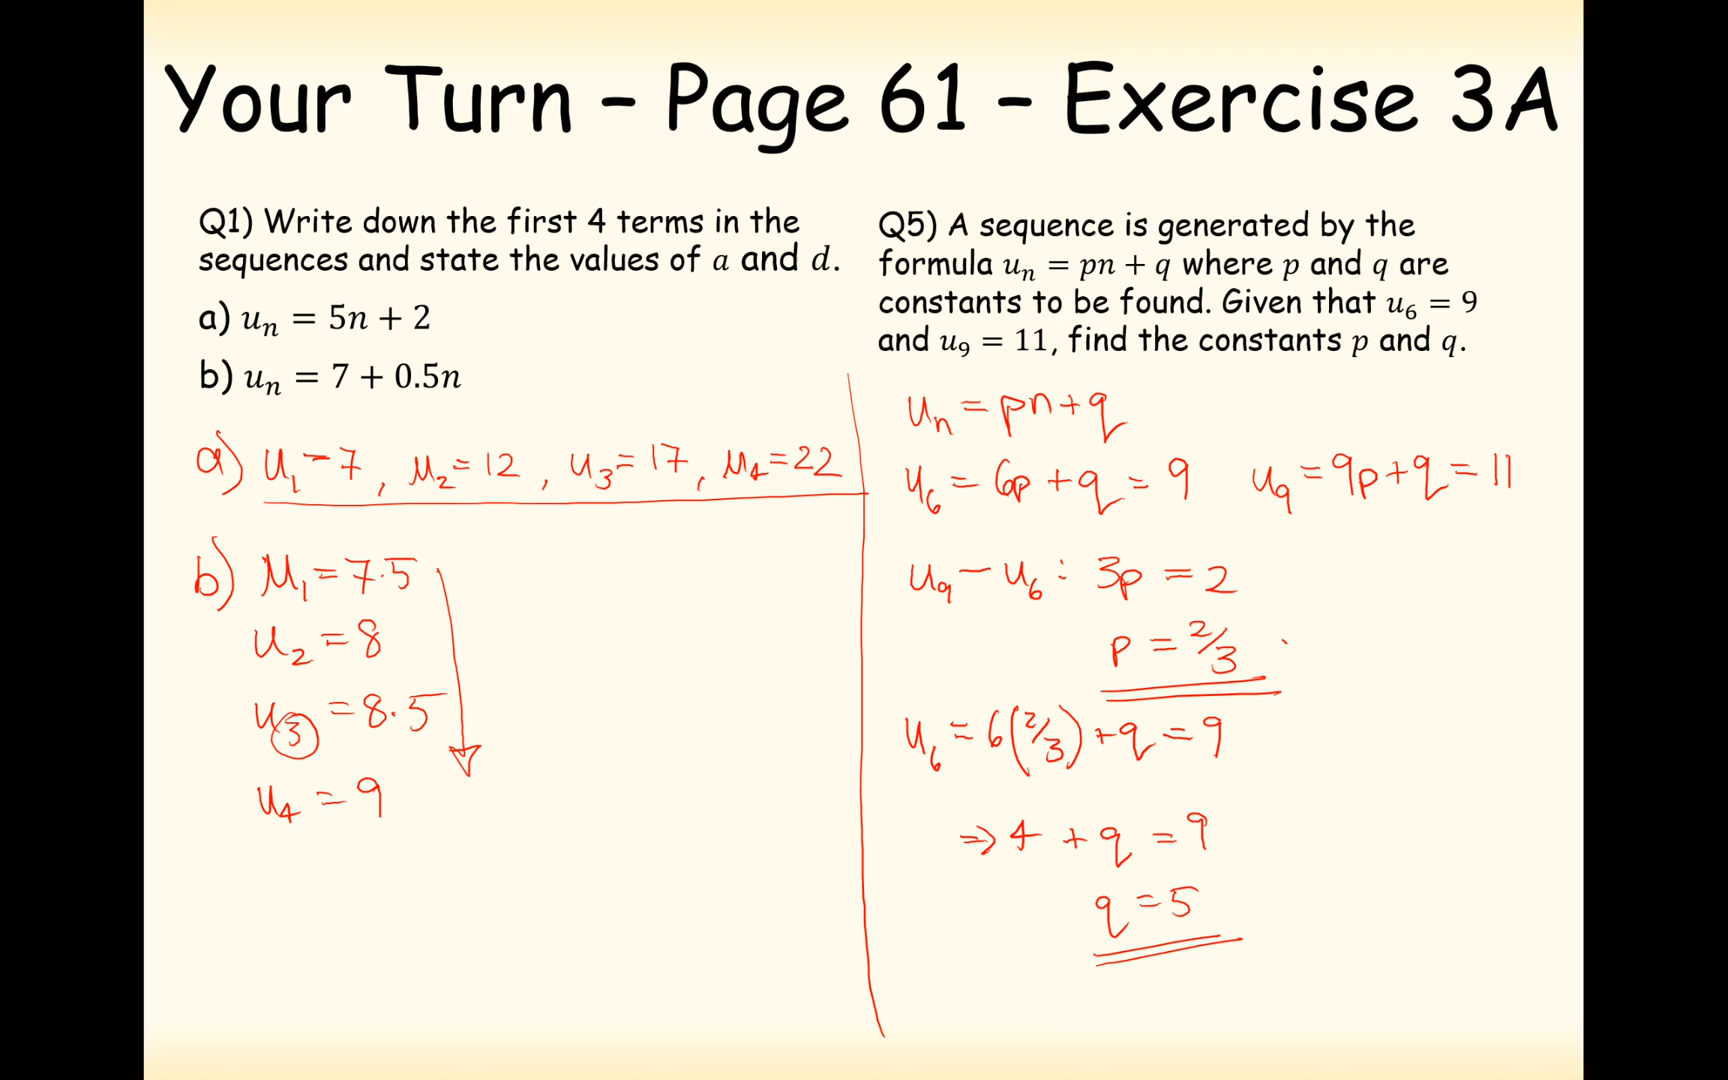 Your Turn – Page 61 – Exercise 3A
Q1) Write down the first 4 terms in the
sequences and state the values of a and d.
a) uₙ = 5n + 2
b) uₙ = 7 + 0.5n
a) u₁ = 7 , u₂ = 12 , u₃ = 17, u₄ = 22
b) u₁ = 7.5
u₂ = 8
u₃ = 8.5
u₄ = 9
Q5) A sequence is generated by the
formula uₙ = pn + q where p and q are
constants to be found. Given that u₆ = 9
and u₉ = 11, find the constants p and q.
uₙ = pn + q
u₆ = 6p + q = 9 u₉ = 9p + q = 11
u₉ − u₆ : 3p = 2
p = 2/3
u₆ = 6(2/3) + q = 9
⇒ 4 + q = 9
q = 5